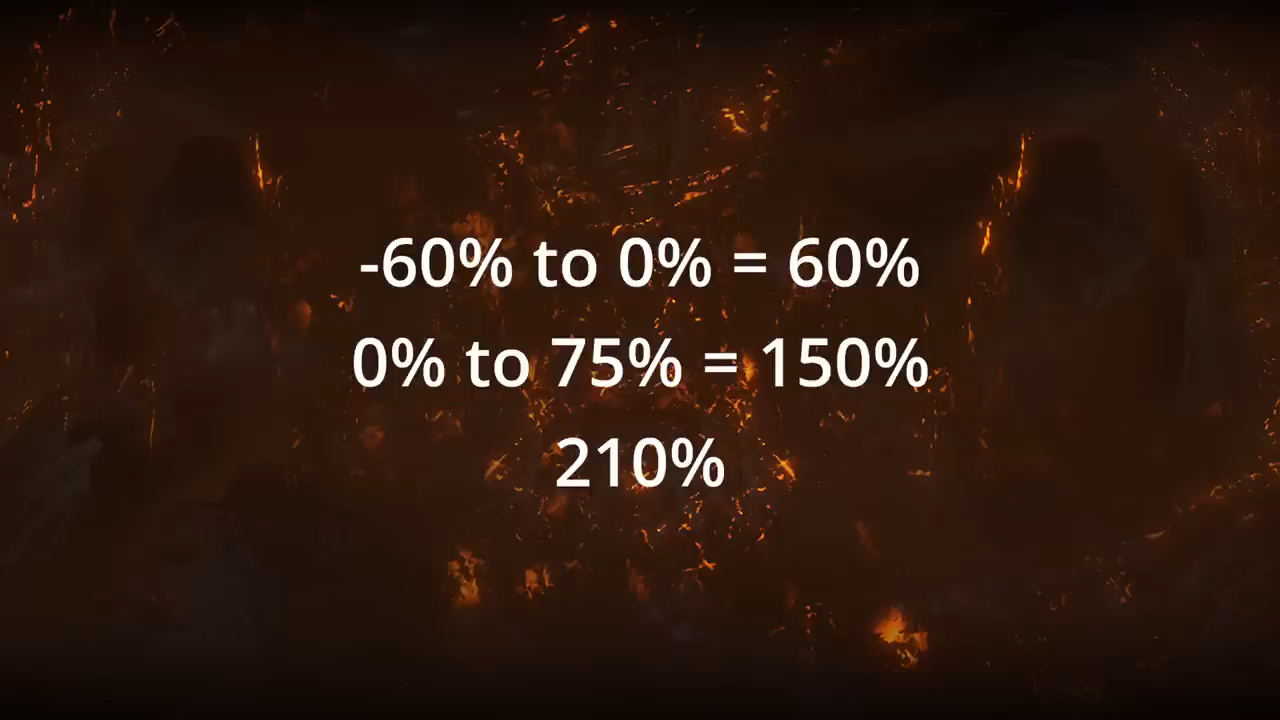 -60% to 0% = 60%
0% to 75% = 150%
210%